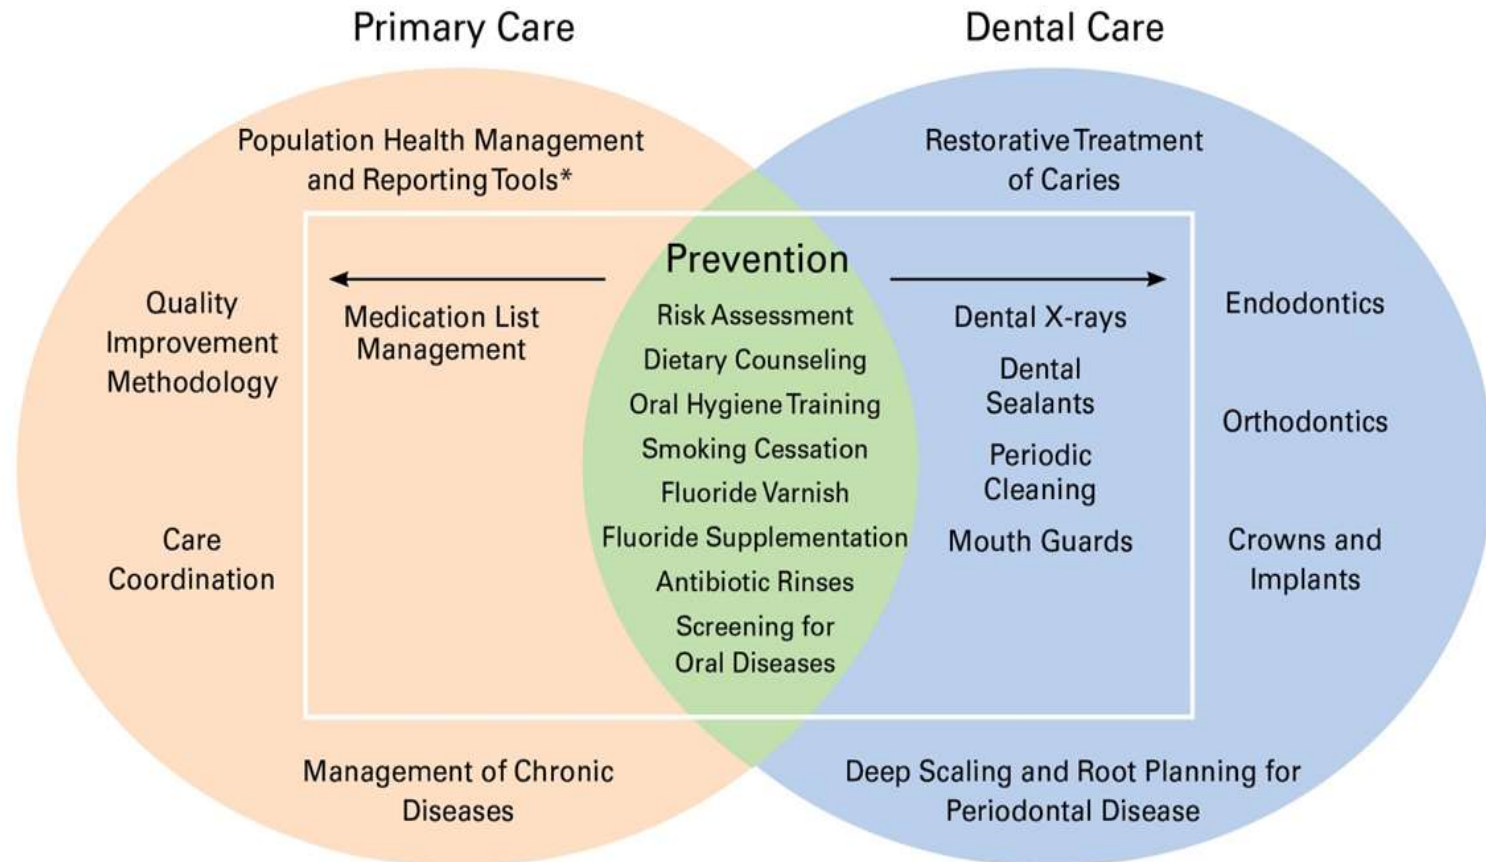 Primary Care
Dental Care
Population Health Management
and Reporting Tools*
Restorative Treatment
of Caries
Quality
Improvement
Methodology
Care
Coordination
Medication List
Management
Prevention
Risk Assessment
Dietary Counseling
Oral Hygiene Training
Smoking Cessation
Fluoride Varnish
Fluoride Supplementation
Antibiotic Rinses
Screening for
Oral Diseases
Dental X-rays
Dental
Sealants
Periodic
Cleaning
Mouth Guards
Endodontics
Orthodontics
Crowns and
Implants
Management of Chronic
Diseases
Deep Scaling and Root Planning for
Periodontal Disease